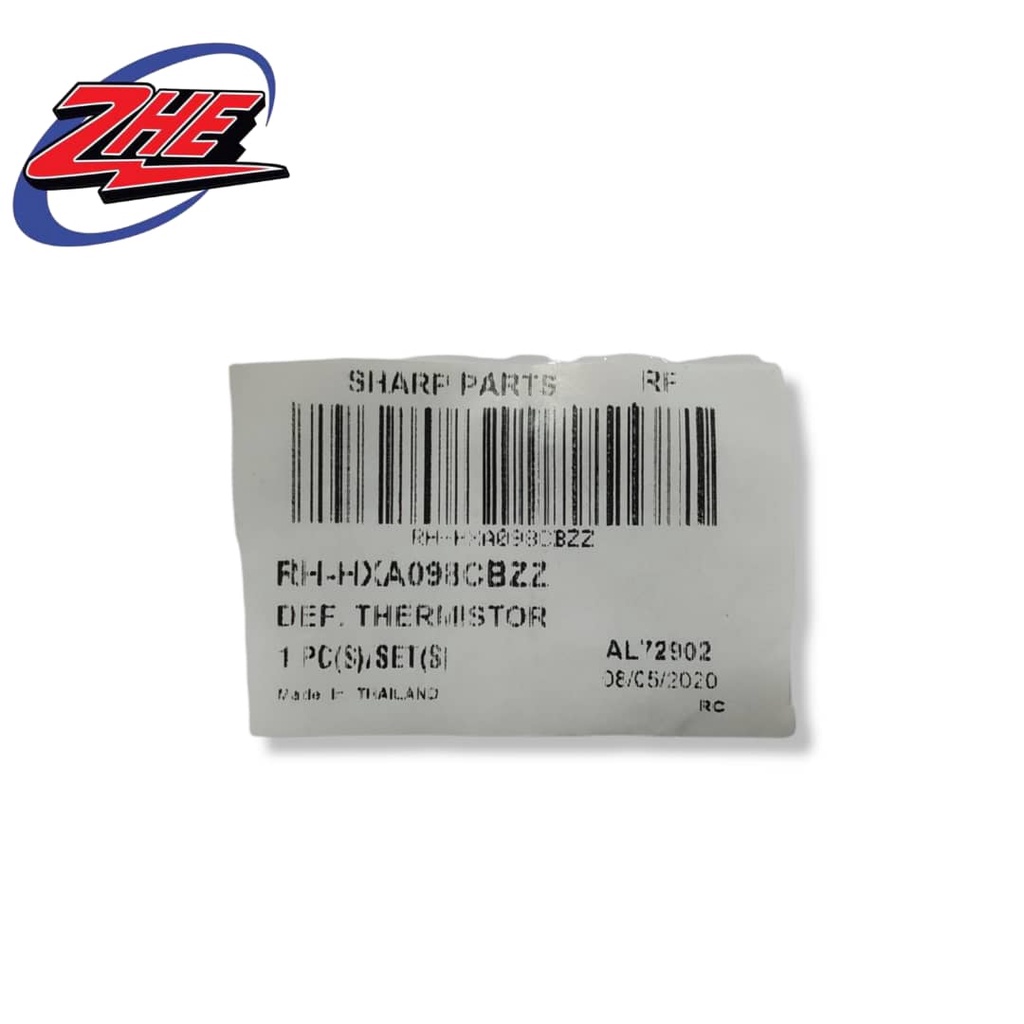 ZHE
SHARP PARTS RF
RH-HXA098CBZZ
RH-HXA098CBZZ
DEF. THERMISTOR
1 PC(S)/SET(S)
AL72902
Made in THAILAND
08/05/2020
RC